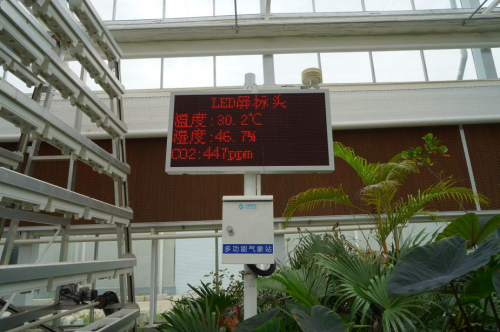 LED屏标头
温度:30.2℃
湿度:46.7%
CO2:447ppm
多功能气象站